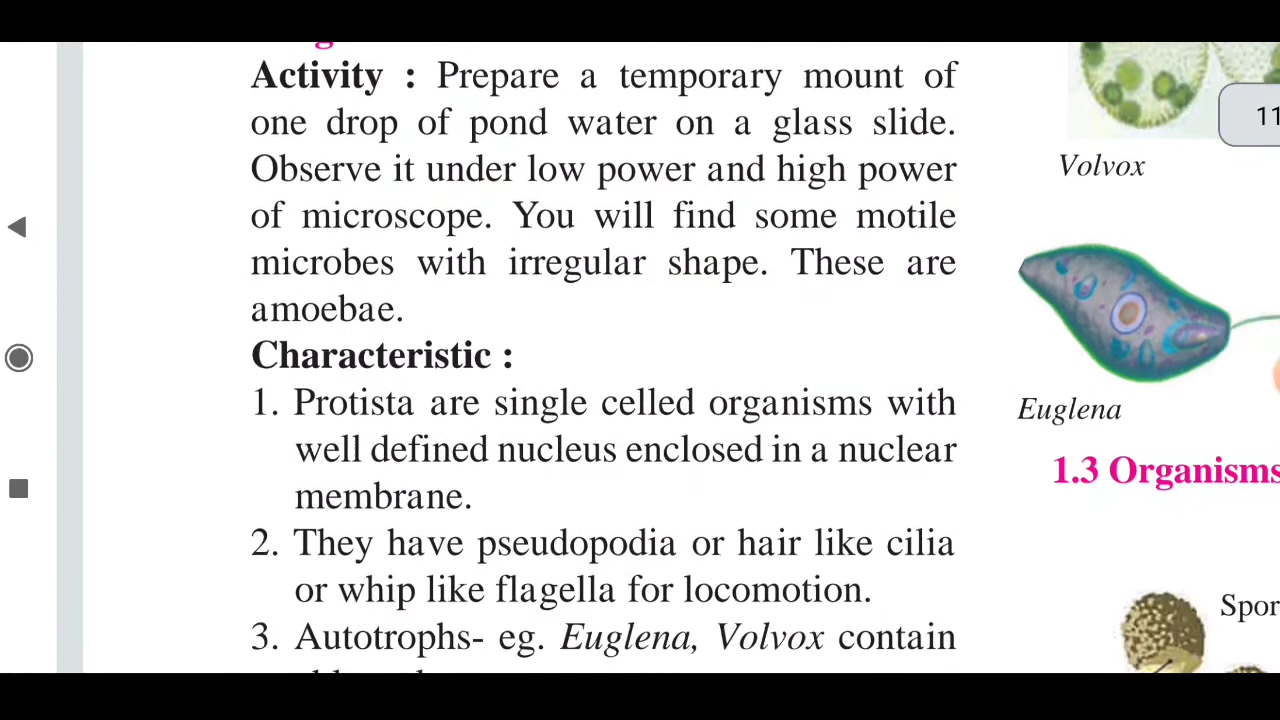 Activity : Prepare a temporary mount of
one drop of pond water on a glass slide.
Observe it under low power and high power
of microscope. You will find some motile
microbes with irregular shape. These are
amoebae.
Characteristic :
1. Protista are single celled organisms with
well defined nucleus enclosed in a nuclear
membrane.
2. They have pseudopodia or hair like cilia
or whip like flagella for locomotion.
3. Autotrophs- eg. Euglena, Volvox contain
11
Volvox
Euglena
1.3 Organisms
Spor